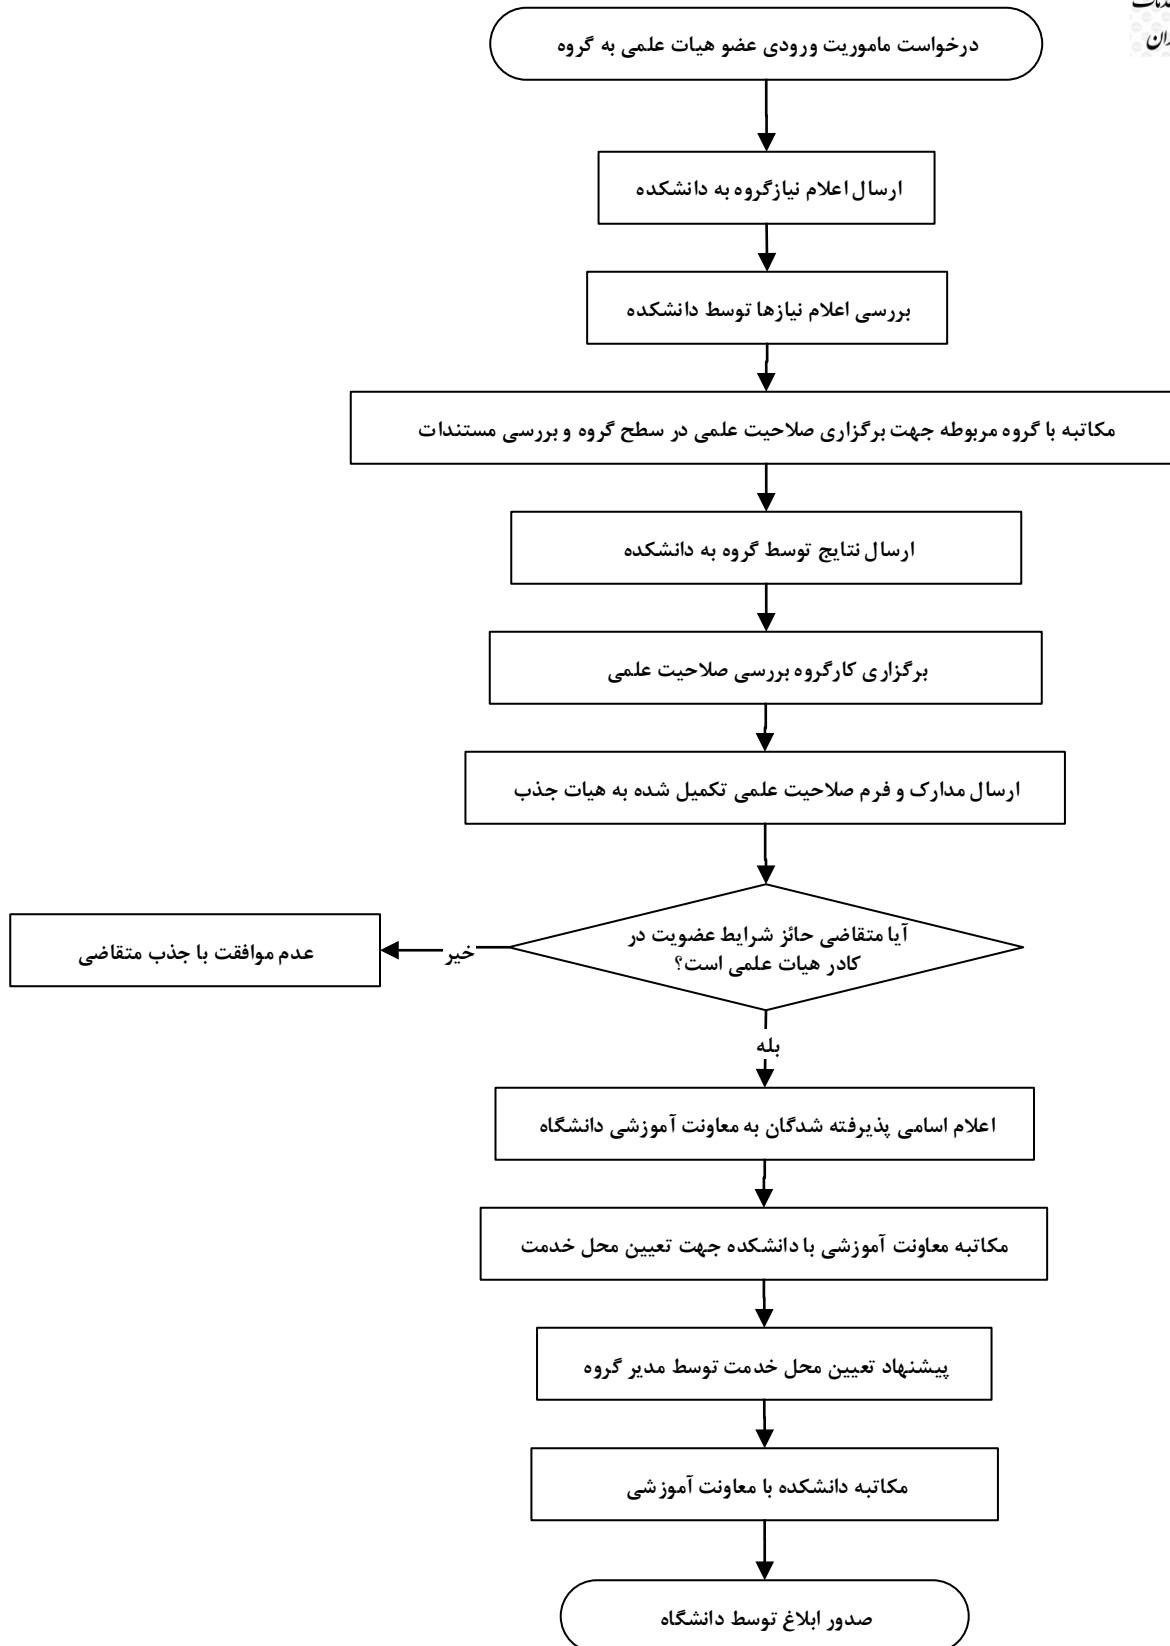 درخواست ماموریت ورودی عضو هیات علمی به گروه
ارسال اعلام نیازگروه به دانشکده
بررسی اعلام نیازها توسط دانشکده
مکاتبه با گروه مربوطه جهت برگزاری صلاحیت علمی در سطح گروه و بررسی مستندات
ارسال نتایج توسط گروه به دانشکده
برگزاری کارگروه بررسی صلاحیت علمی
ارسال مدارک و فرم صلاحیت علمی تکمیل شده به هیات جذب
آیا متقاضی حائز شرایط عضویت در
کادر هیات علمی است؟
خیر
عدم موافقت با جذب متقاضی
بله
اعلام اسامی پذیرفته شدگان به معاونت آموزشی دانشگاه
مکاتبه معاونت آموزشی با دانشکده جهت تعیین محل خدمت
پیشنهاد تعیین محل خدمت توسط مدیر گروه
مکاتبه دانشکده با معاونت آموزشی
صدور ابلاغ توسط دانشگاه